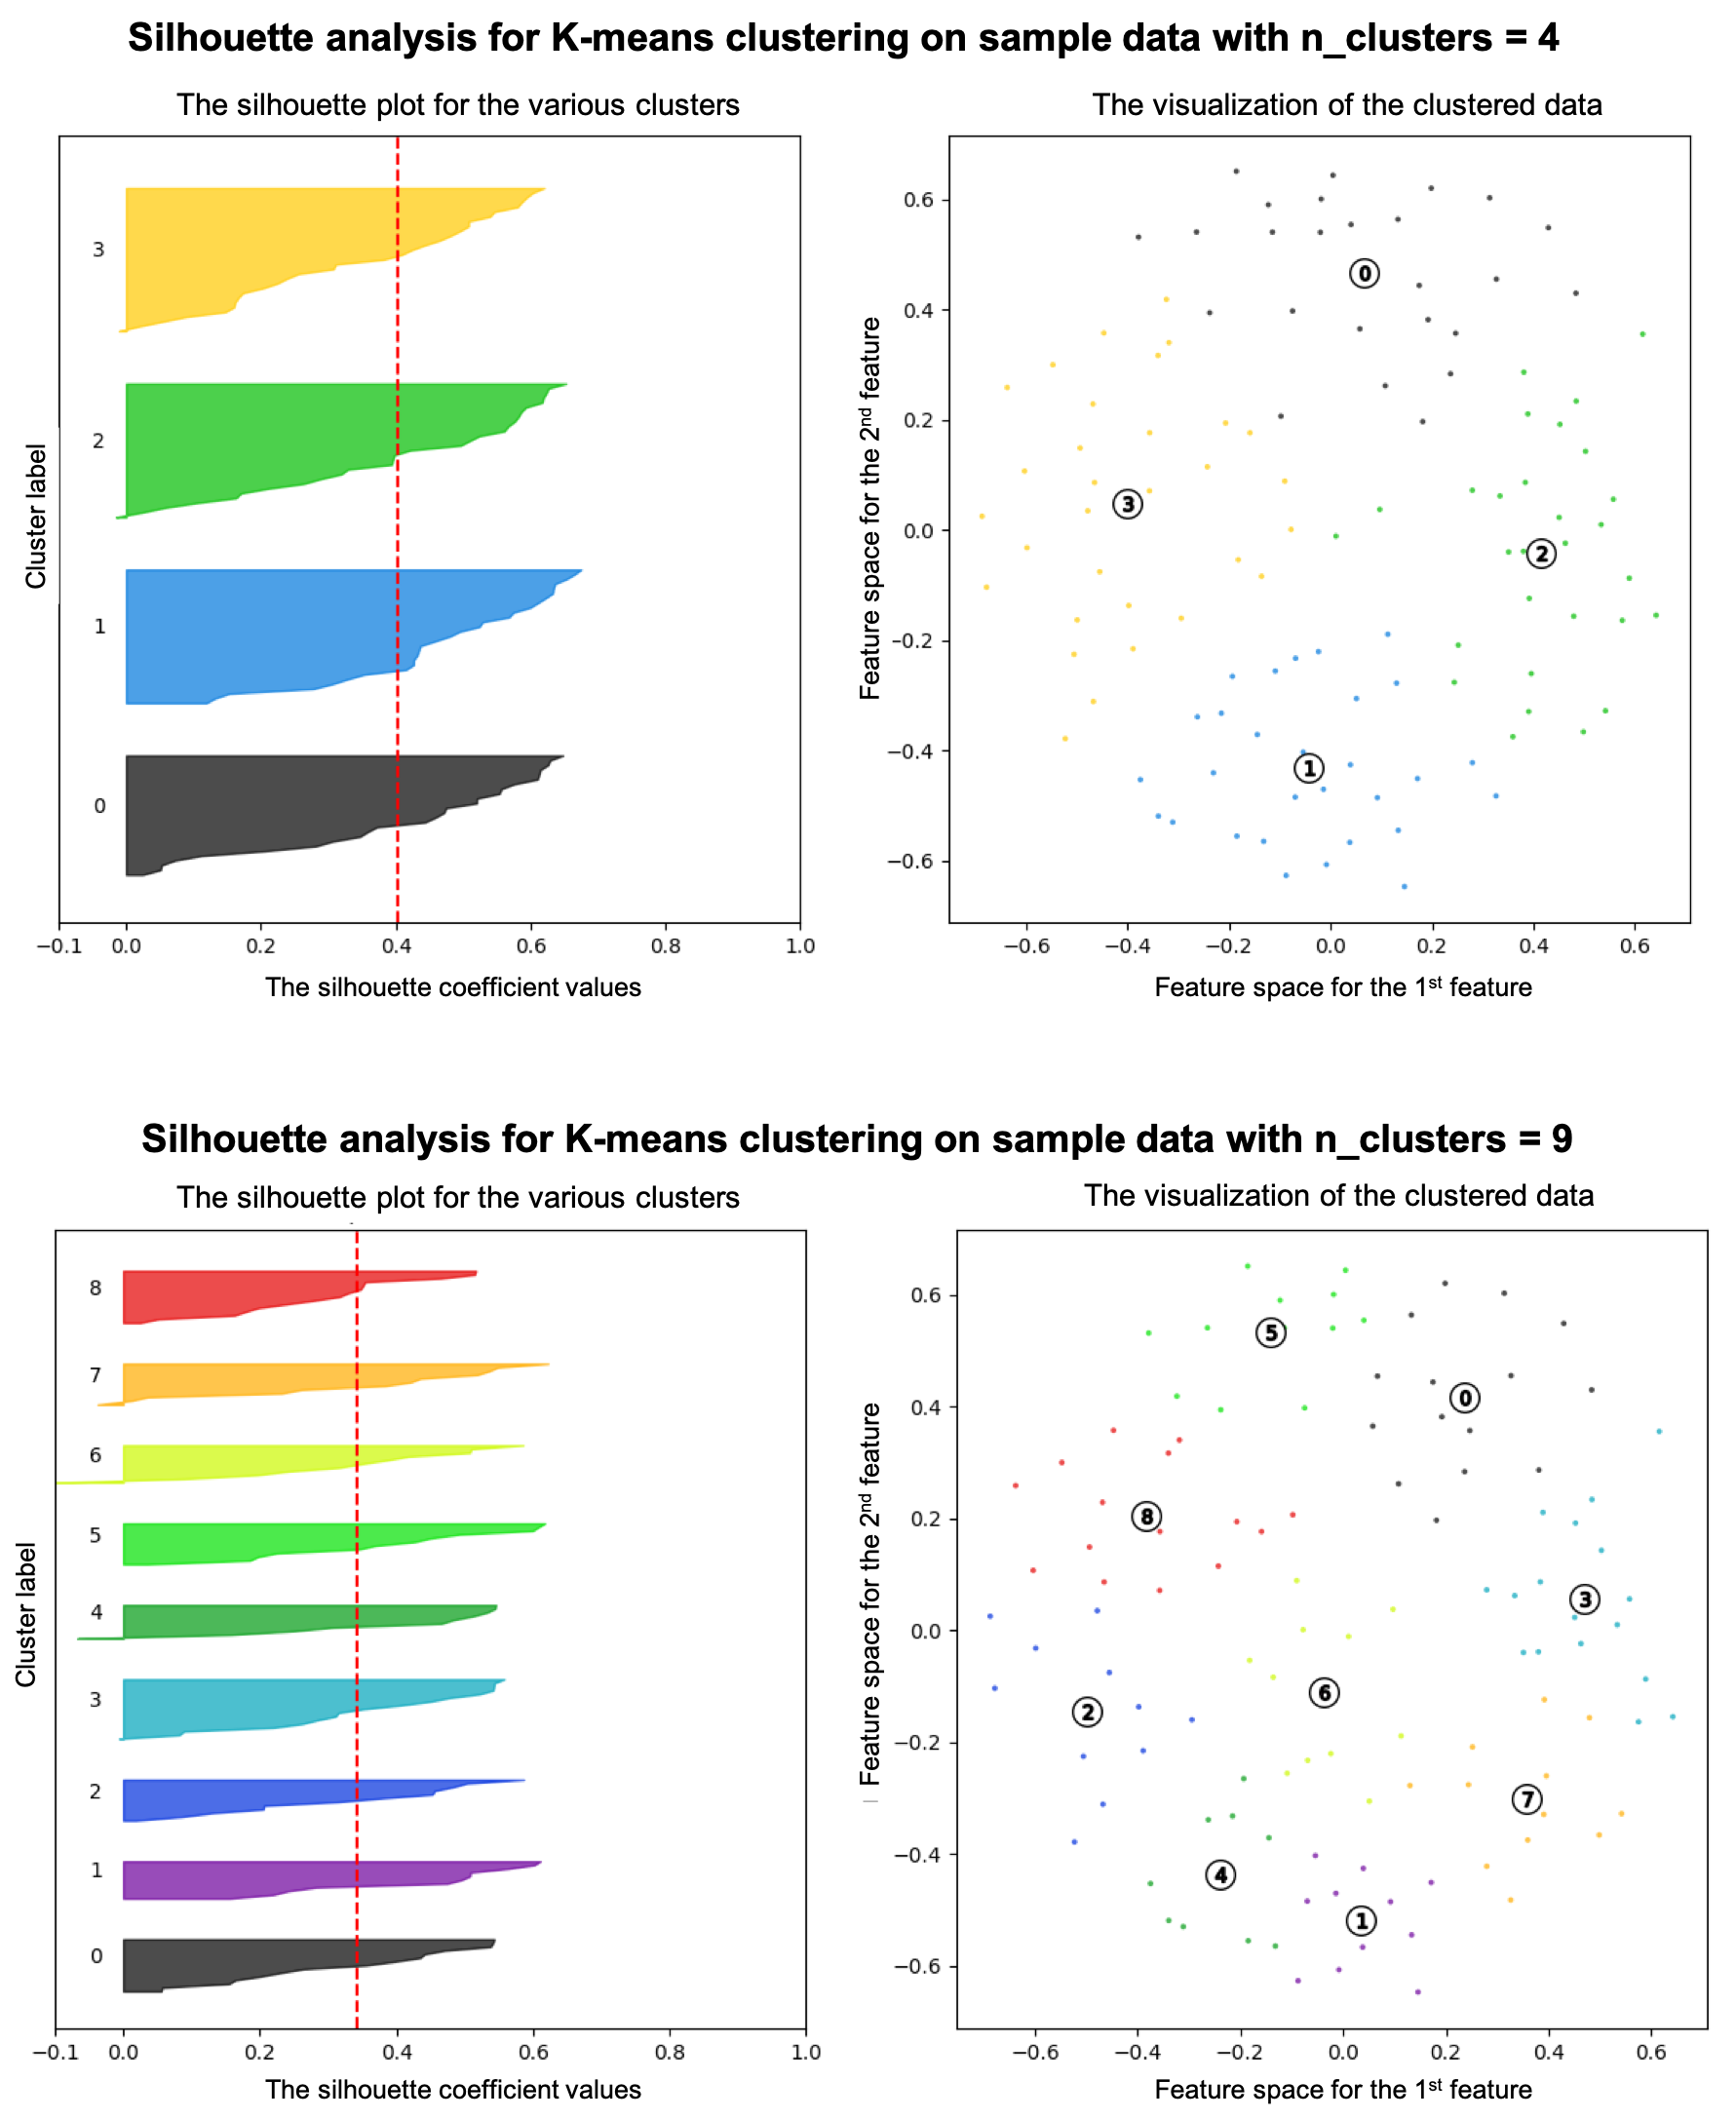 Silhouette analysis for K-means clustering on sample data with n_clusters = 4
The silhouette plot for the various clusters
The visualization of the clustered data
Cluster label
3
2
1
0
−0.1 0.0 0.2 0.4 0.6 0.8 1.0
The silhouette coefficient values
Feature space for the 2nd feature
0.6
0.4
0.2
0.0
−0.2
−0.4
−0.6
0
3
2
1
−0.6 −0.4 −0.2 0.0 0.2 0.4 0.6
Feature space for the 1st feature
Silhouette analysis for K-means clustering on sample data with n_clusters = 9
The silhouette plot for the various clusters
The visualization of the clustered data
Cluster label
8
7
6
5
4
3
2
1
0
−0.1 0.0 0.2 0.4 0.6 0.8 1.0
The silhouette coefficient values
Feature space for the 2nd feature
0.6
0.4
0.2
0.0
−0.2
−0.4
−0.6
5
0
8
3
6
2
7
4
1
−0.6 −0.4 −0.2 0.0 0.2 0.4 0.6
Feature space for the 1st feature